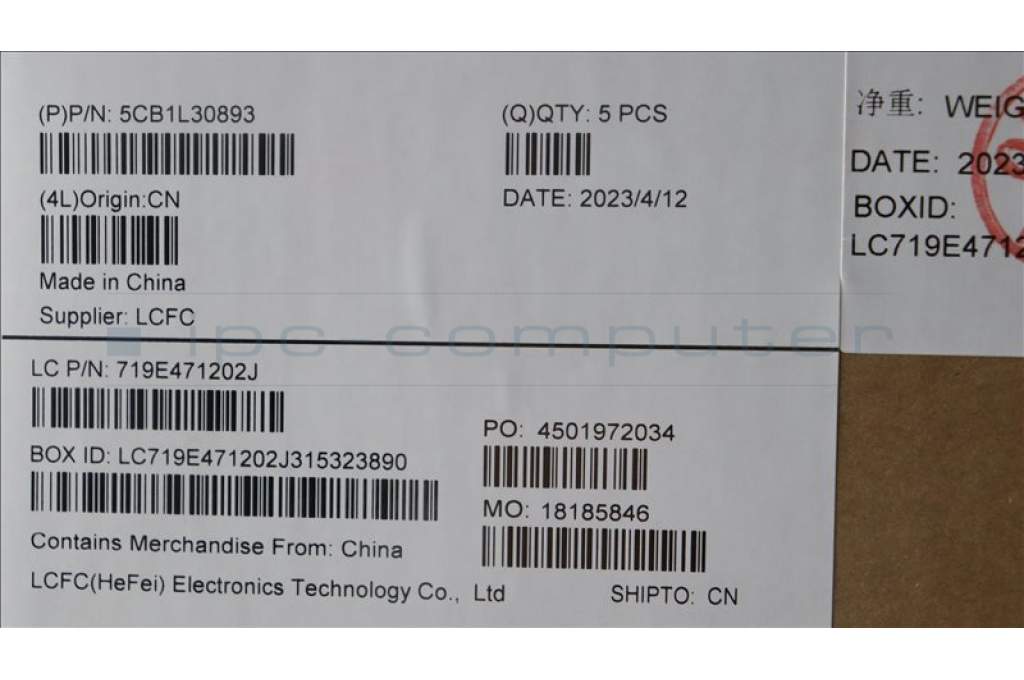 (P)P/N: 5CB1L30893
(Q)QTY: 5 PCS
(4L)Origin:CN
DATE: 2023/4/12
Made in China
Supplier: LCFC
ipc computer
LC P/N: 719E471202J
PO: 4501972034
BOX ID: LC719E471202J315323890
MO: 18185846
Contains Merchandise From: China
LCFC(HeFei) Electronics Technology Co., Ltd
SHIPTO: CN
净重: WEIG
DATE: 2023
BOXID:
LC719E4712